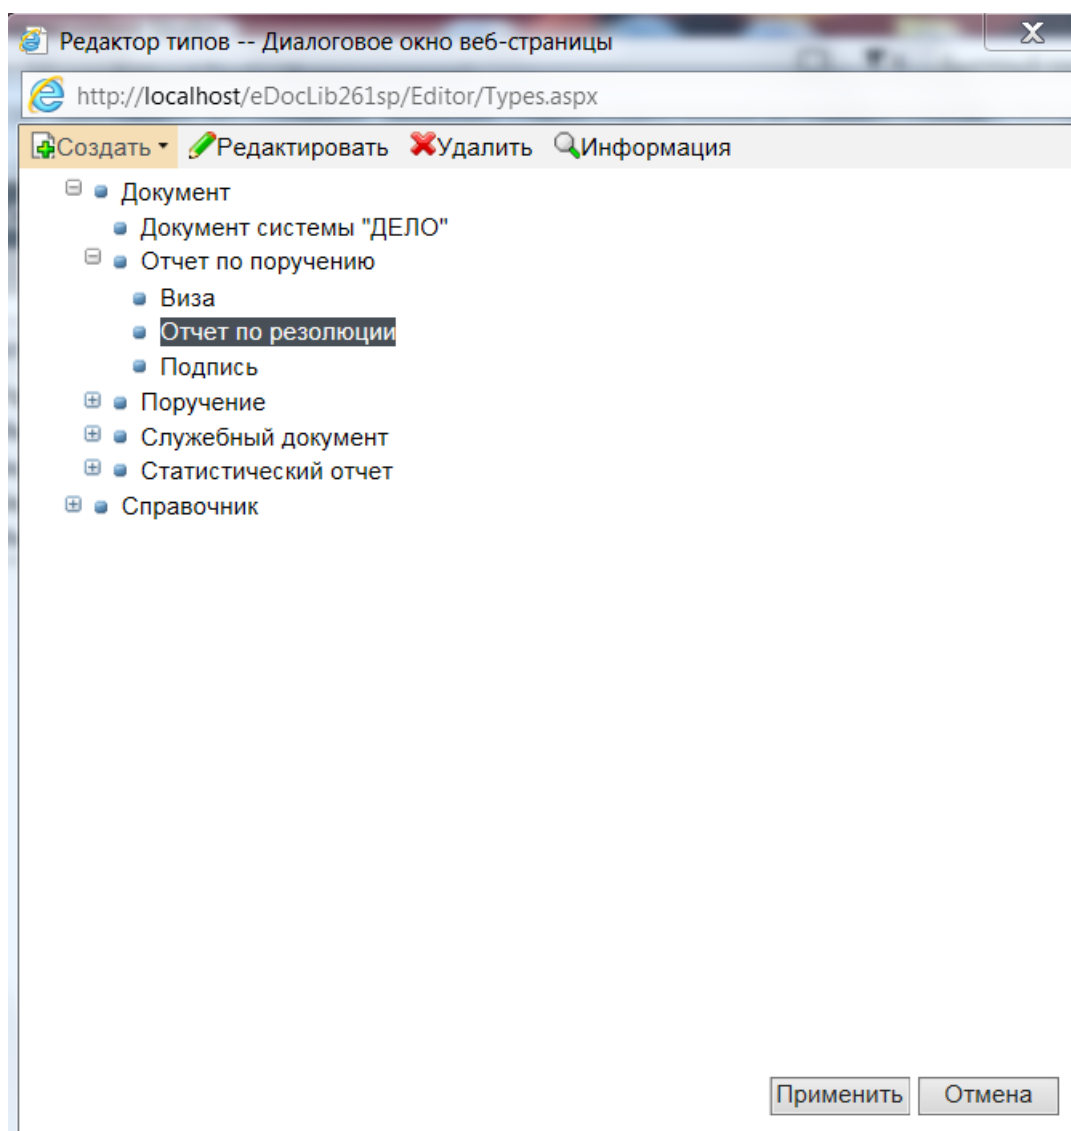 Редактор типов -- Диалоговое окно веб-страницы
http://localhost/eDocLib261sp/Editor/Types.aspx
Создать Редактировать Удалить Информация
Документ
Документ системы "ДЕЛО"
Отчет по поручению
Виза
Отчет по резолюции
Подпись
Поручение
Служебный документ
Статистический отчет
Справочник
Применить Отмена